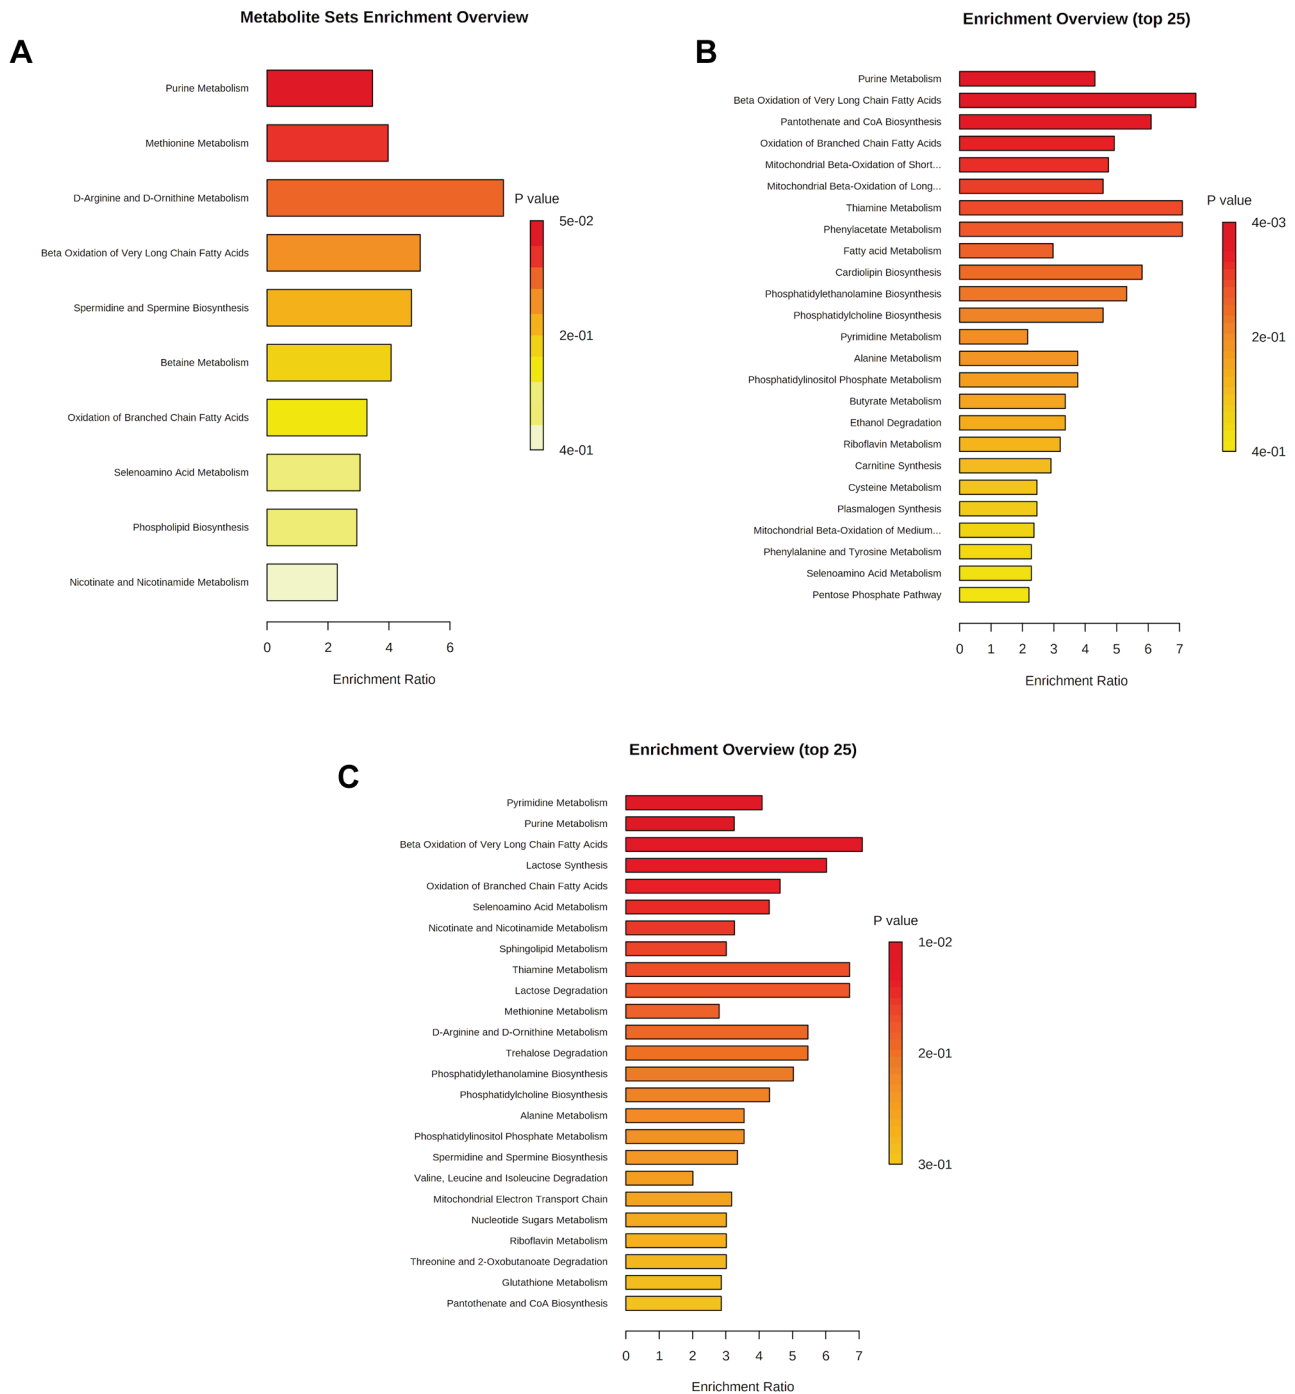 Metabolite Sets Enrichment Overview
A
Purine Metabolism
Methionine Metabolism
D-Arginine and D-Ornithine Metabolism
Beta Oxidation of Very Long Chain Fatty Acids
Spermidine and Spermine Biosynthesis
Betaine Metabolism
Oxidation of Branched Chain Fatty Acids
Selenoamino Acid Metabolism
Phospholipid Biosynthesis
Nicotinate and Nicotinamide Metabolism
0 2 4 6
Enrichment Ratio
P value
5e-02
2e-01
4e-01
Enrichment Overview (top 25)
B
Purine Metabolism
Beta Oxidation of Very Long Chain Fatty Acids
Pantothenate and CoA Biosynthesis
Oxidation of Branched Chain Fatty Acids
Mitochondrial Beta-Oxidation of Short...
Mitochondrial Beta-Oxidation of Long...
Thiamine Metabolism
Phenylacetate Metabolism
Fatty acid Metabolism
Cardiolipin Biosynthesis
Phosphatidylethanolamine Biosynthesis
Phosphatidylcholine Biosynthesis
Pyrimidine Metabolism
Alanine Metabolism
Phosphatidylinositol Phosphate Metabolism
Butyrate Metabolism
Ethanol Degradation
Riboflavin Metabolism
Carnitine Synthesis
Cysteine Metabolism
Plasmalogen Synthesis
Mitochondrial Beta-Oxidation of Medium...
Phenylalanine and Tyrosine Metabolism
Selenoamino Acid Metabolism
Pentose Phosphate Pathway
0 1 2 3 4 5 6 7
Enrichment Ratio
P value
4e-03
2e-01
4e-01
Enrichment Overview (top 25)
C
Pyrimidine Metabolism
Purine Metabolism
Beta Oxidation of Very Long Chain Fatty Acids
Lactose Synthesis
Oxidation of Branched Chain Fatty Acids
Selenoamino Acid Metabolism
Nicotinate and Nicotinamide Metabolism
Sphingolipid Metabolism
Thiamine Metabolism
Lactose Degradation
Methionine Metabolism
D-Arginine and D-Ornithine Metabolism
Trehalose Degradation
Phosphatidylethanolamine Biosynthesis
Phosphatidylcholine Biosynthesis
Alanine Metabolism
Phosphatidylinositol Phosphate Metabolism
Spermidine and Spermine Biosynthesis
Valine, Leucine and Isoleucine Degradation
Mitochondrial Electron Transport Chain
Nucleotide Sugars Metabolism
Riboflavin Metabolism
Threonine and 2-Oxobutanoate Degradation
Glutathione Metabolism
Pantothenate and CoA Biosynthesis
0 1 2 3 4 5 6 7
Enrichment Ratio
P value
1e-02
2e-01
3e-01